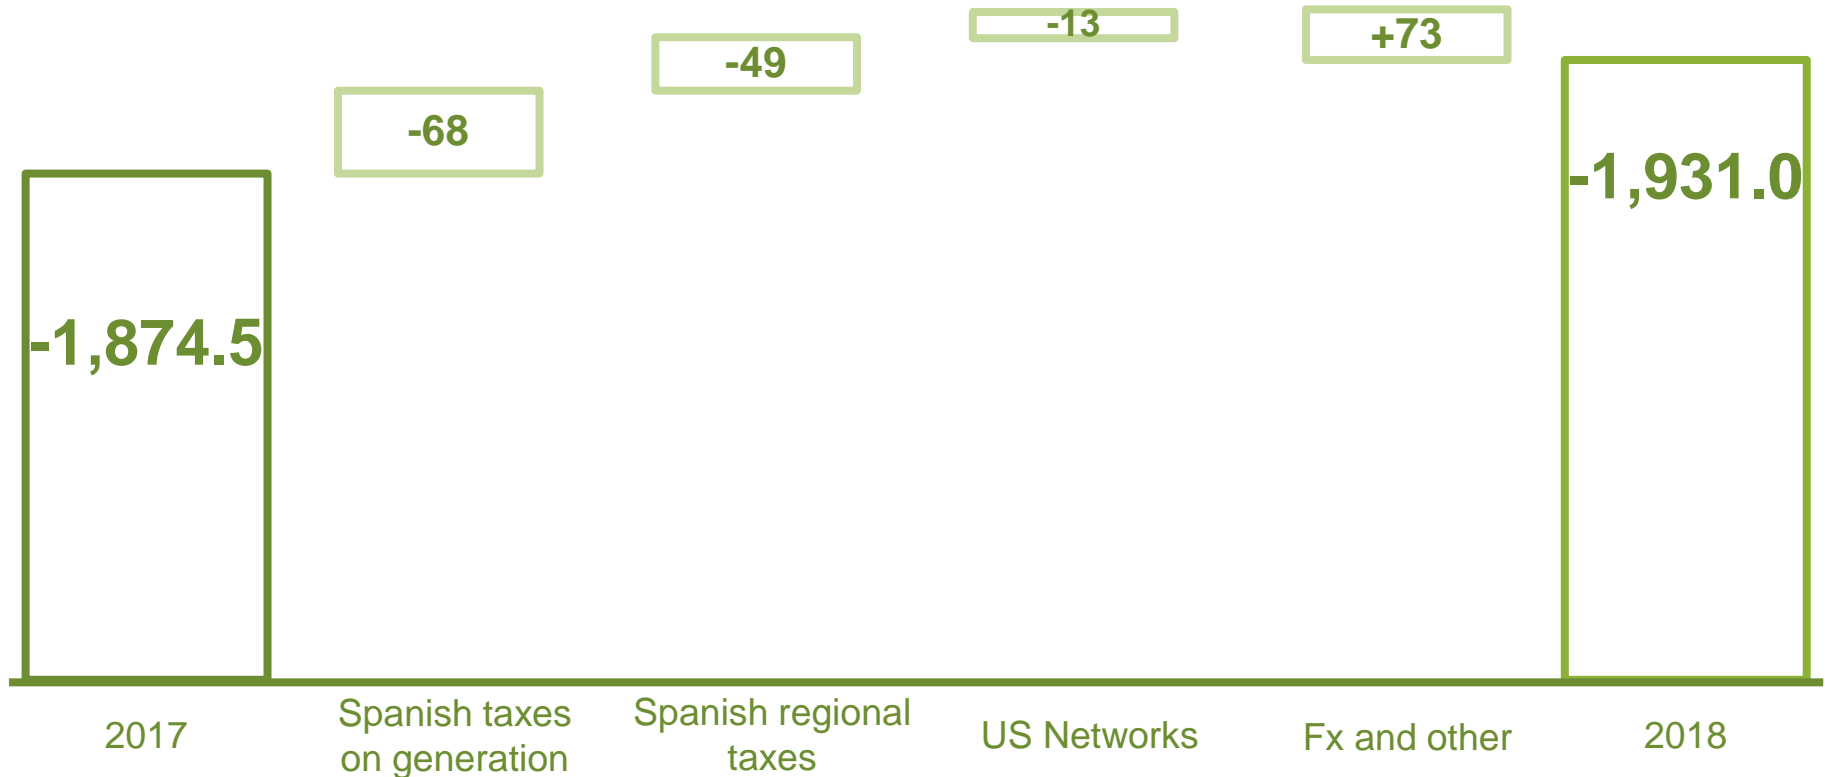 -13
+73
-49
-68
-1,931.0
-1,874.5
2017
Spanish taxes
on generation
Spanish regional
taxes
US Networks
Fx and other
2018